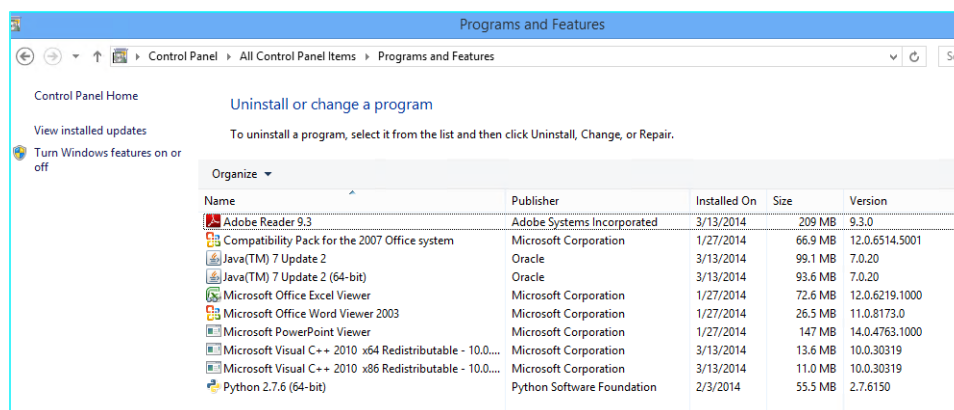 Programs and Features
Control Panel All Control Panel Items Programs and Features
Control Panel Home
View installed updates
Turn Windows features on or
off
Uninstall or change a program
To uninstall a program, select it from the list and then click Uninstall, Change, or Repair.
Organize
Name Publisher Installed On Size Version
Adobe Reader 9.3 Adobe Systems Incorporated 3/13/2014 209 MB 9.3.0
Compatibility Pack for the 2007 Office system Microsoft Corporation 1/27/2014 66.9 MB 12.0.6514.5001
Java(TM) 7 Update 2 Oracle 3/13/2014 99.1 MB 7.0.20
Java(TM) 7 Update 2 (64-bit) Oracle 3/13/2014 93.6 MB 7.0.20
Microsoft Office Excel Viewer Microsoft Corporation 1/27/2014 72.6 MB 12.0.6219.1000
Microsoft Office Word Viewer 2003 Microsoft Corporation 1/27/2014 26.5 MB 11.0.8173.0
Microsoft PowerPoint Viewer Microsoft Corporation 1/27/2014 147 MB 14.0.4763.1000
Microsoft Visual C++ 2010 x64 Redistributable - 10.0.... Microsoft Corporation 3/13/2014 13.6 MB 10.0.30319
Microsoft Visual C++ 2010 x86 Redistributable - 10.0.... Microsoft Corporation 3/13/2014 11.0 MB 10.0.30319
Python 2.7.6 (64-bit) Python Software Foundation 2/3/2014 55.5 MB 2.7.6150